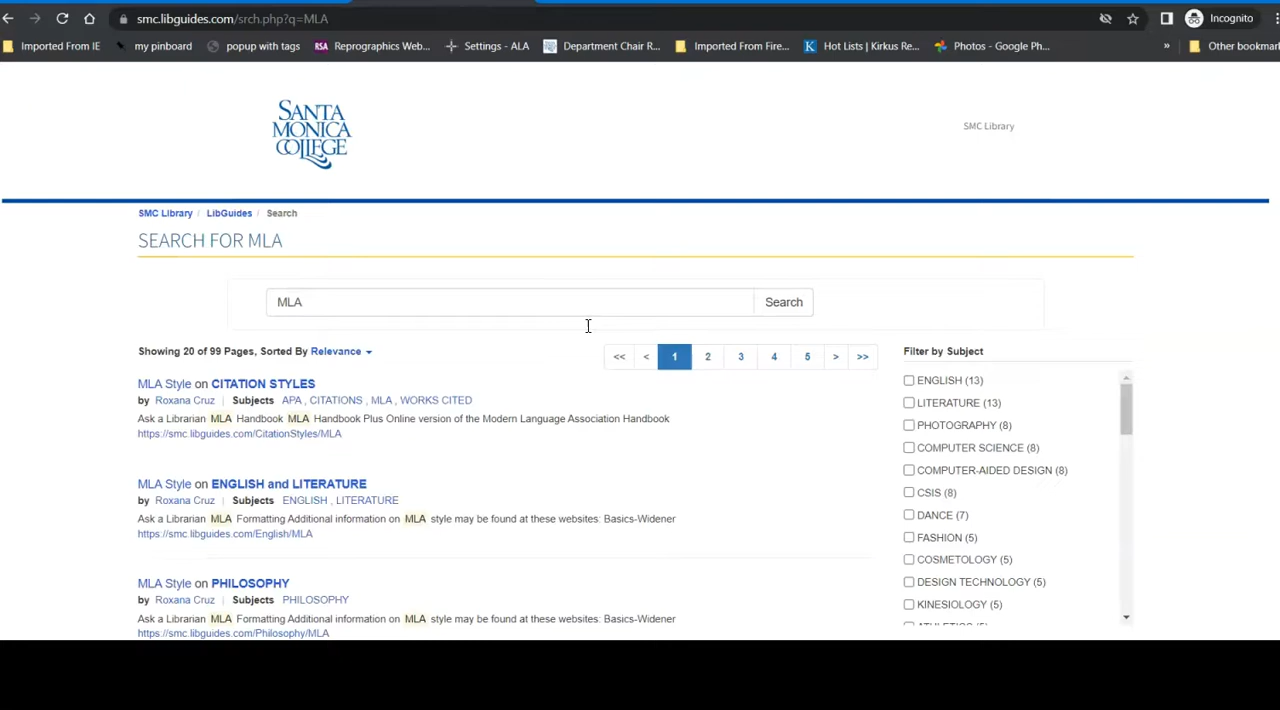 smc.libguides.com/srch.php?q=MLA
Incognito
Imported From IE
my pinboard
popup with tags
RSA Reprographics Web...
Settings - ALA
Department Chair R...
Imported From Fire...
K Hot Lists | Kirkus Re...
Photos - Google Ph...
»
Other bookmar
SANTA
MONICA
COLLEGE
SMC Library
SMC Library / LibGuides / Search
SEARCH FOR MLA
MLA
Search
Showing 20 of 99 Pages, Sorted By Relevance
<< < 1 2 3 4 5 > >>
MLA Style on CITATION STYLES
by Roxana Cruz | Subjects APA , CITATIONS , MLA , WORKS CITED
Ask a Librarian MLA Handbook MLA Handbook Plus Online version of the Modern Language Association Handbook
https://smc.libguides.com/CitationStyles/MLA
MLA Style on ENGLISH and LITERATURE
by Roxana Cruz | Subjects ENGLISH , LITERATURE
Ask a Librarian MLA Formatting Additional information on MLA style may be found at these websites: Basics-Widener
https://smc.libguides.com/English/MLA
MLA Style on PHILOSOPHY
by Roxana Cruz | Subjects PHILOSOPHY
Ask a Librarian MLA Formatting Additional information on MLA style may be found at these websites: Basics-Widener
https://smc.libguides.com/Philosophy/MLA
Filter by Subject
ENGLISH (13)
LITERATURE (13)
PHOTOGRAPHY (8)
COMPUTER SCIENCE (8)
COMPUTER-AIDED DESIGN (8)
CSIS (8)
DANCE (7)
FASHION (5)
COSMETOLOGY (5)
DESIGN TECHNOLOGY (5)
KINESIOLOGY (5)